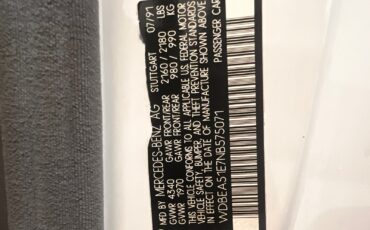 MFD BY MERCEDES-BENZ AG STUTTGART 07/91
GVWR 4340 GAWR FRONT/REAR 2160/2180 LBS
GVWR 1970 GAWR FRONT/REAR 980/990 KG
THIS VEHICLE CONFORMS TO ALL APPLICABLE U.S. FEDERAL MOTOR
VEHICLE SAFETY, BUMPER, AND THEFT PREVENTION STANDARDS
IN EFFECT ON THE DATE OF MANUFACTURE SHOWN ABOVE
WDBEA51E7NB575071 PASSENGER CAR